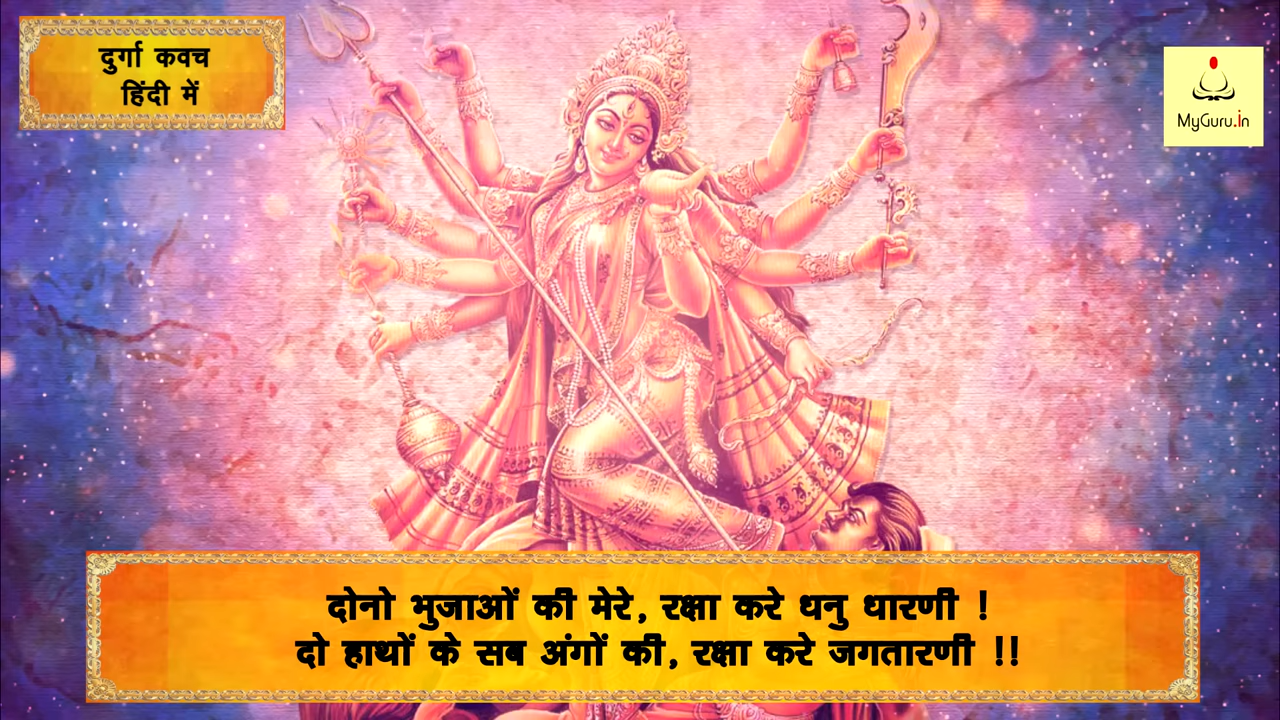 दुर्गा कवच
हिंदी में
MyGuru.in
दोनो भुजाओं की मेरे, रक्षा करे धनु धारणी !
दो हाथों के सब अंगों की, रक्षा करे जगतारणी !!